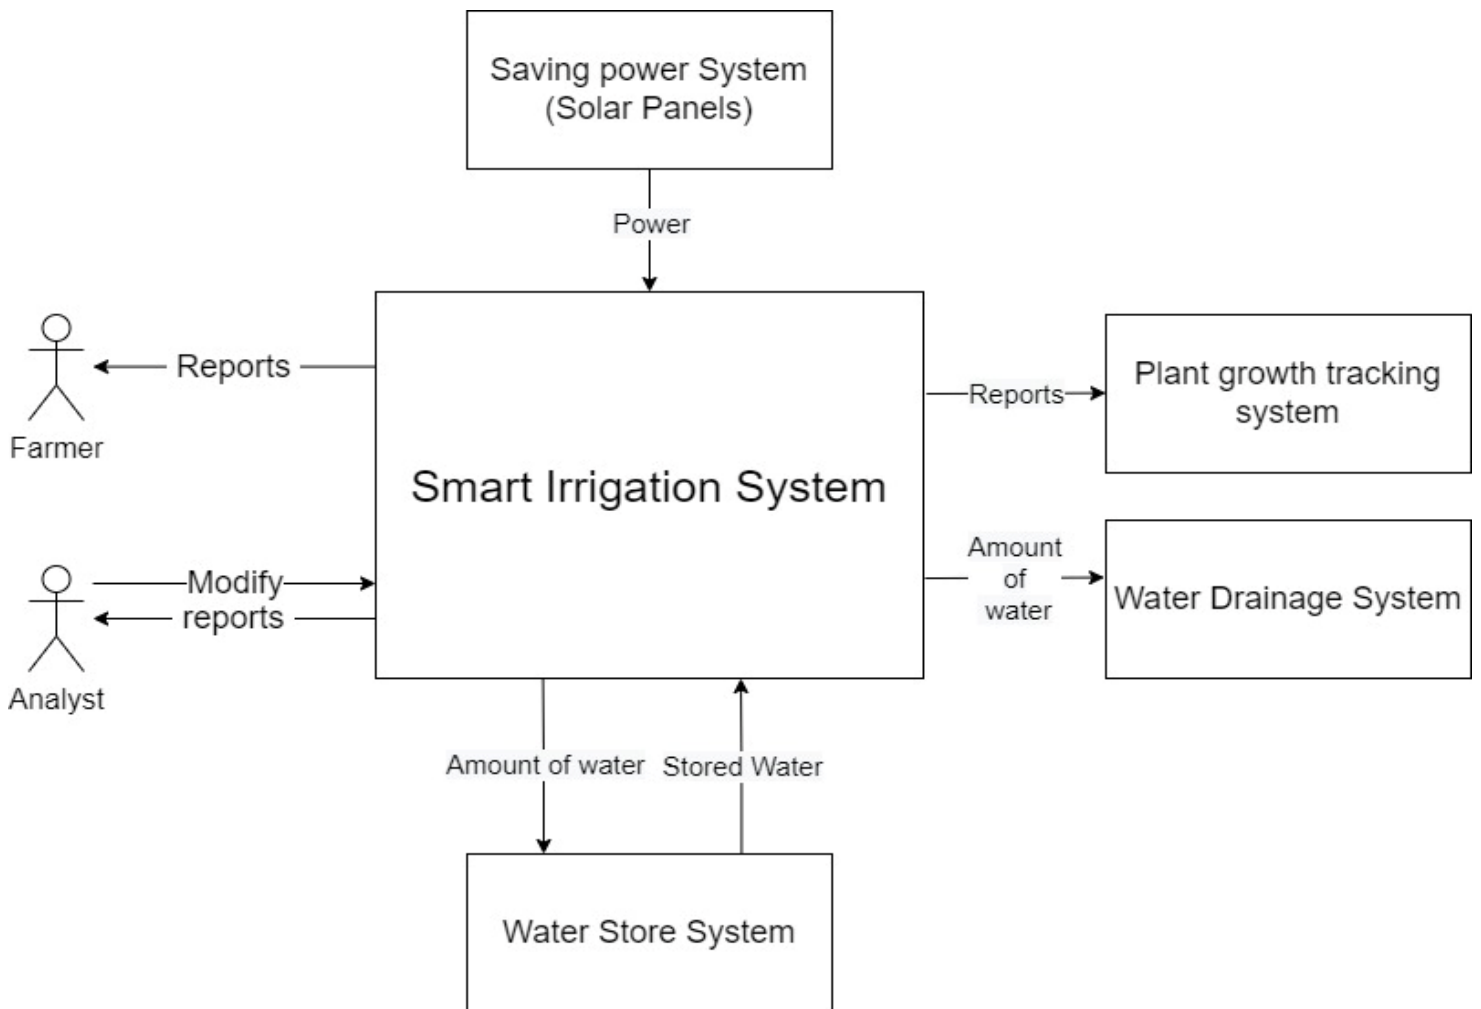 Saving power System
(Solar Panels)
Power
Reports
Farmer
Smart Irrigation System
Reports
Plant growth tracking
system
Modify
reports
Analyst
Amount
of
water
Water Drainage System
Amount of water
Stored Water
Water Store System